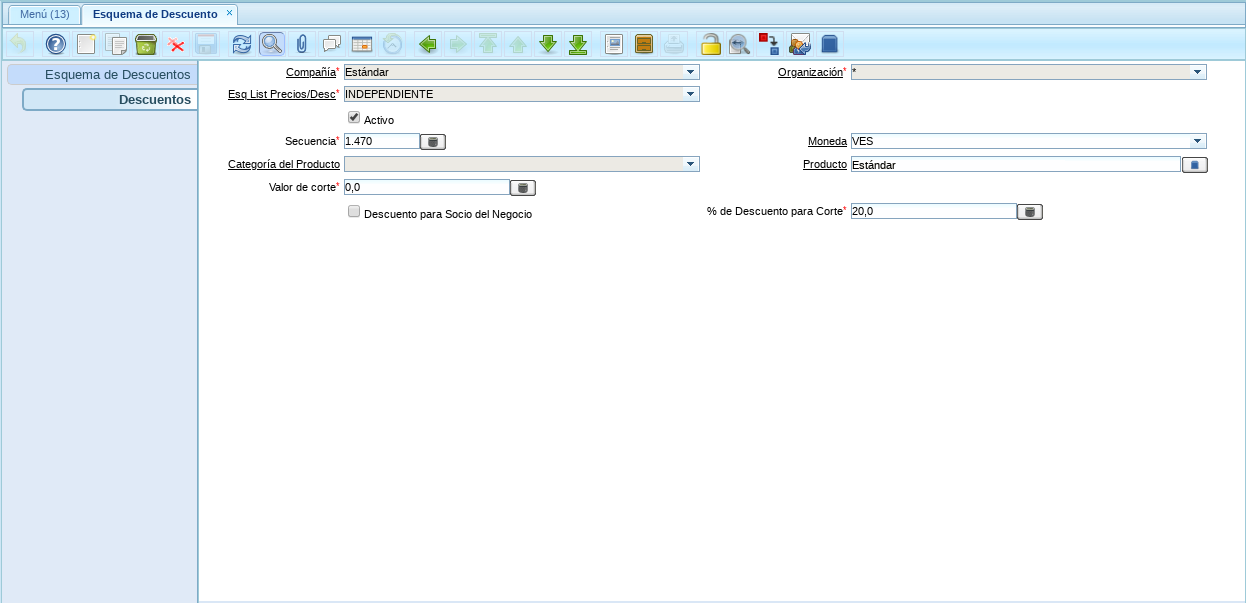 Menú (13)
Esquema de Descuento ×
Esquema de Descuentos
Descuentos
Compañía* Estándar
Organización* *
Esq List Precios/Desc* INDEPENDIENTE
Activo
Secuencia* 1.470
Moneda VES
Categoría del Producto
Producto Estándar
Valor de corte* 0,0
Descuento para Socio del Negocio
% de Descuento para Corte* 20,0